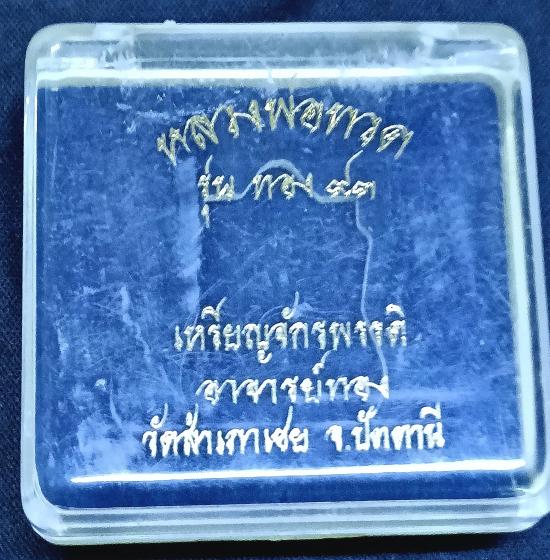 หลวงพ่อทวด
รุ่น ทอง ๙๓
เหรียญจักรพรรดิ
อาจารย์ทอง
วัดสำเภาเชย จ.ปัตตานี